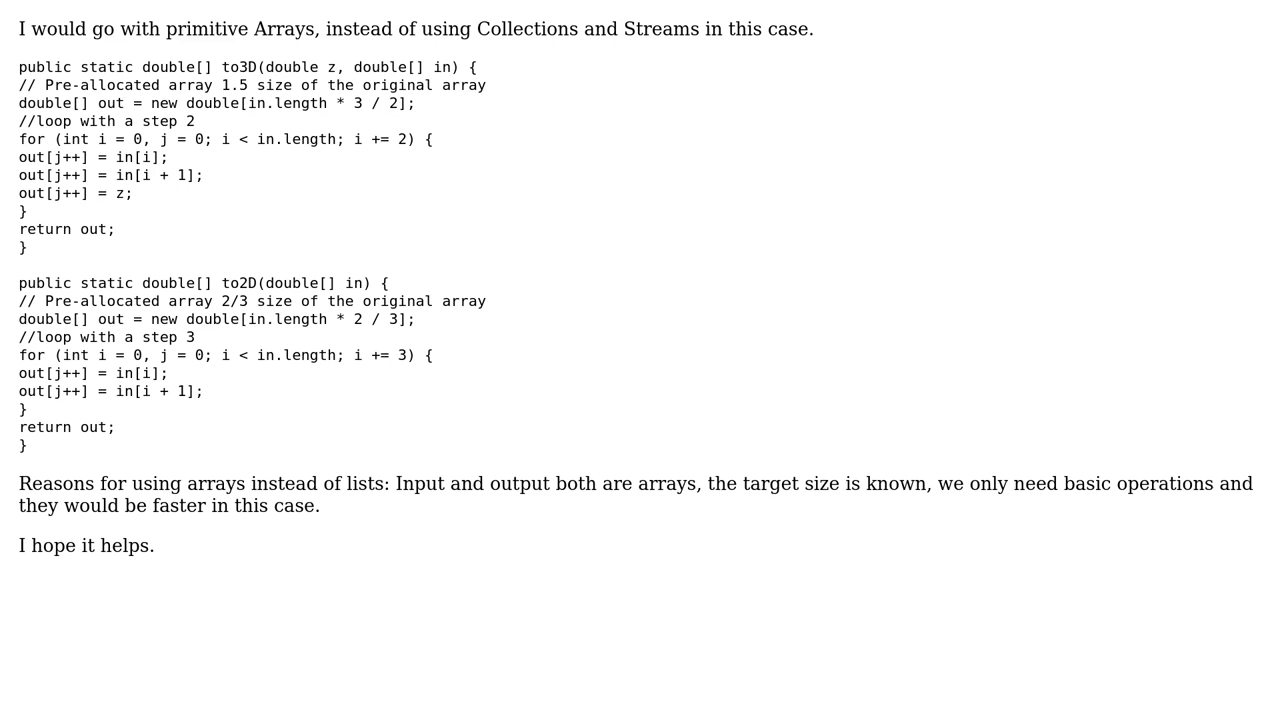 I would go with primitive Arrays, instead of using Collections and Streams in this case.
public static double[] to3D(double z, double[] in) {
// Pre-allocated array 1.5 size of the original array
double[] out = new double[in.length * 3 / 2];
//loop with a step 2
for (int i = 0, j = 0; i < in.length; i += 2) {
out[j++] = in[i];
out[j++] = in[i + 1];
out[j++] = z;
}
return out;
}
public static double[] to2D(double[] in) {
// Pre-allocated array 2/3 size of the original array
double[] out = new double[in.length * 2 / 3];
//loop with a step 3
for (int i = 0, j = 0; i < in.length; i += 3) {
out[j++] = in[i];
out[j++] = in[i + 1];
}
return out;
}
Reasons for using arrays instead of lists: Input and output both are arrays, the target size is known, we only need basic operations and
they would be faster in this case.
I hope it helps.